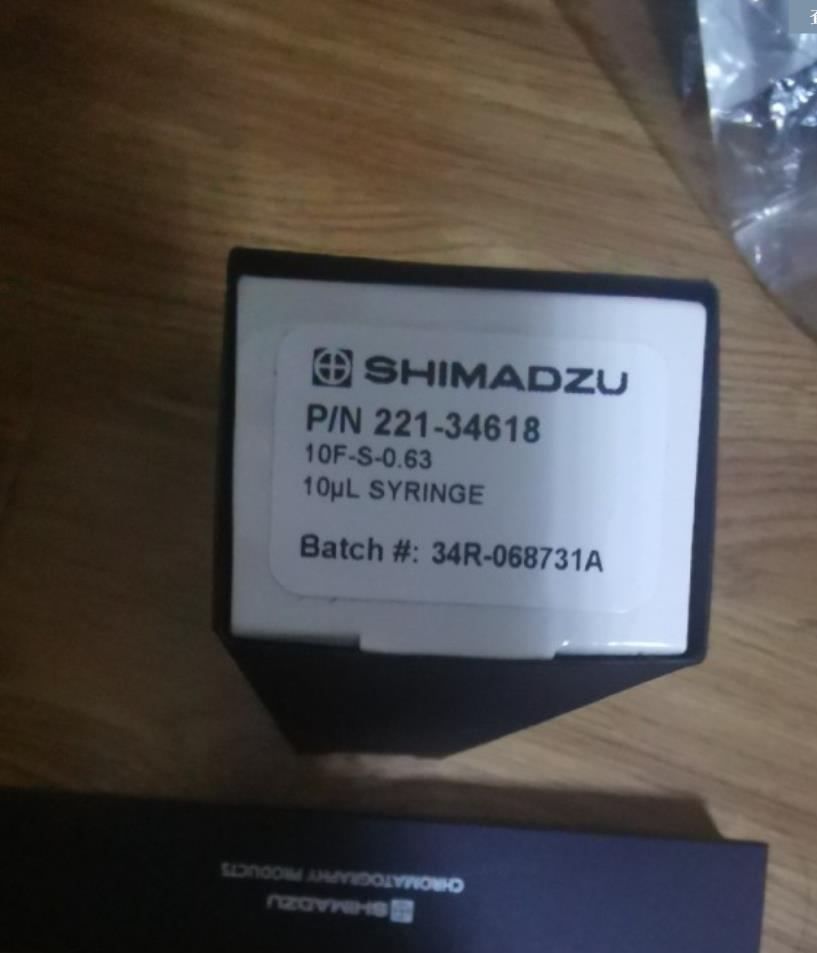 SHIMADZU
P/N 221-34618
10F-S-0.63
10µL SYRINGE
Batch #: 34R-068731A
CHROMATOGRAPHY PRODUCTS
SHIMADZU